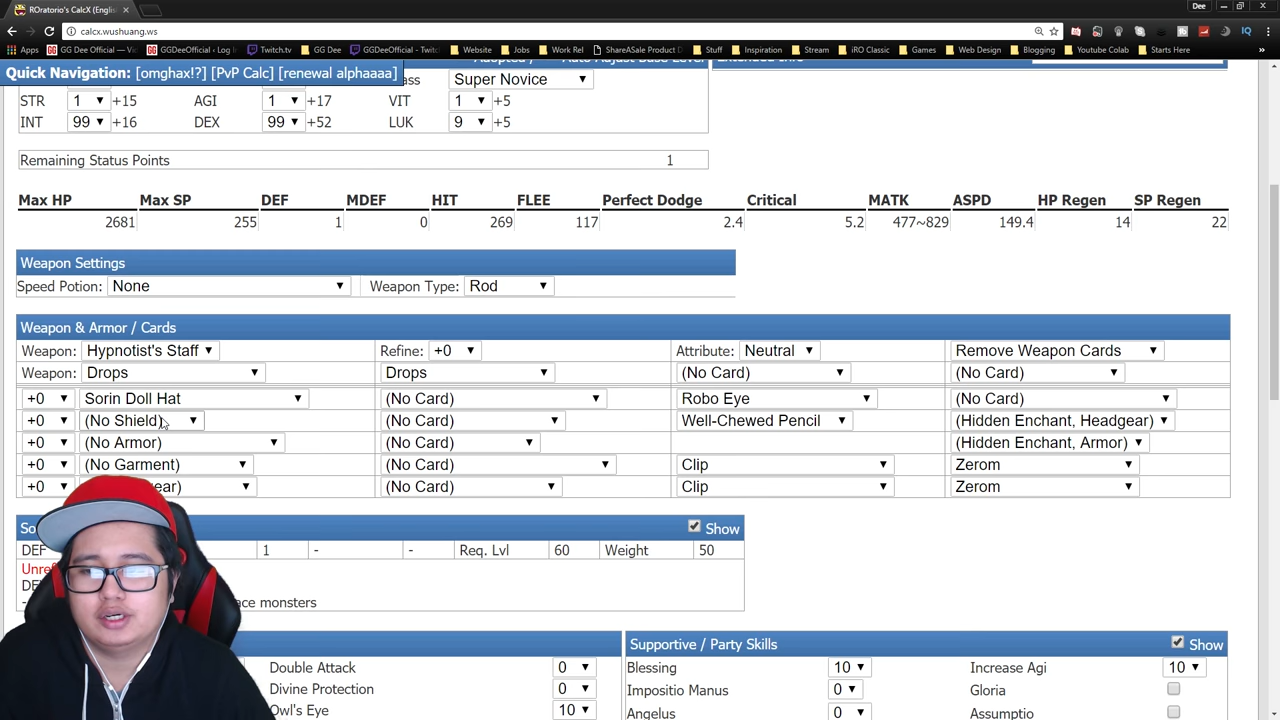 ROratorio's CalcX (Englis
Dee
calcx.wushuang.ws
Apps
GG Dee Official — Vi
GGDeeOfficial › Log In
Twitch.tv
GG Dee
GGDeeOfficial - Twitc
Website
Jobs
Work Rel
ShareASale Product D
Stuff
Inspiration
Stream
iRO Classic
Games
Web Design
Blogging
Youtube Colab
Starts Here
Quick Navigation: [omghax!?] [PvP Calc] [renewal alphaaaa]
Super Novice
STR 1 +15 AGI 1 +17 VIT 1 +5
INT 99 +16 DEX 99 +52 LUK 9 +5
Remaining Status Points 1
Max HP Max SP DEF MDEF HIT FLEE Perfect Dodge Critical MATK ASPD HP Regen SP Regen
2681 255 1 0 269 117 2.4 5.2 477~829 149.4 14 22
Weapon Settings
Speed Potion: None Weapon Type: Rod
Weapon & Armor / Cards
Weapon: Hypnotist's Staff Refine: +0 Attribute: Neutral Remove Weapon Cards
Weapon: Drops Drops (No Card) (No Card)
+0 Sorin Doll Hat (No Card) Robo Eye (No Card)
+0 (No Shield) (No Card) Well-Chewed Pencil (Hidden Enchant, Headgear)
+0 (No Armor) (No Card) (Hidden Enchant, Armor)
+0 (No Garment) (No Card) Clip Zerom
+0 (No Card) Clip Zerom
Show
DEF 1 - - Req. Lvl 60 Weight 50
monsters
Supportive / Party Skills Show
Double Attack 0 Blessing 10 Increase Agi 10
Divine Protection 0 Impositio Manus 0 Gloria
Owl's Eye 10 Angelus 0 Assumptio